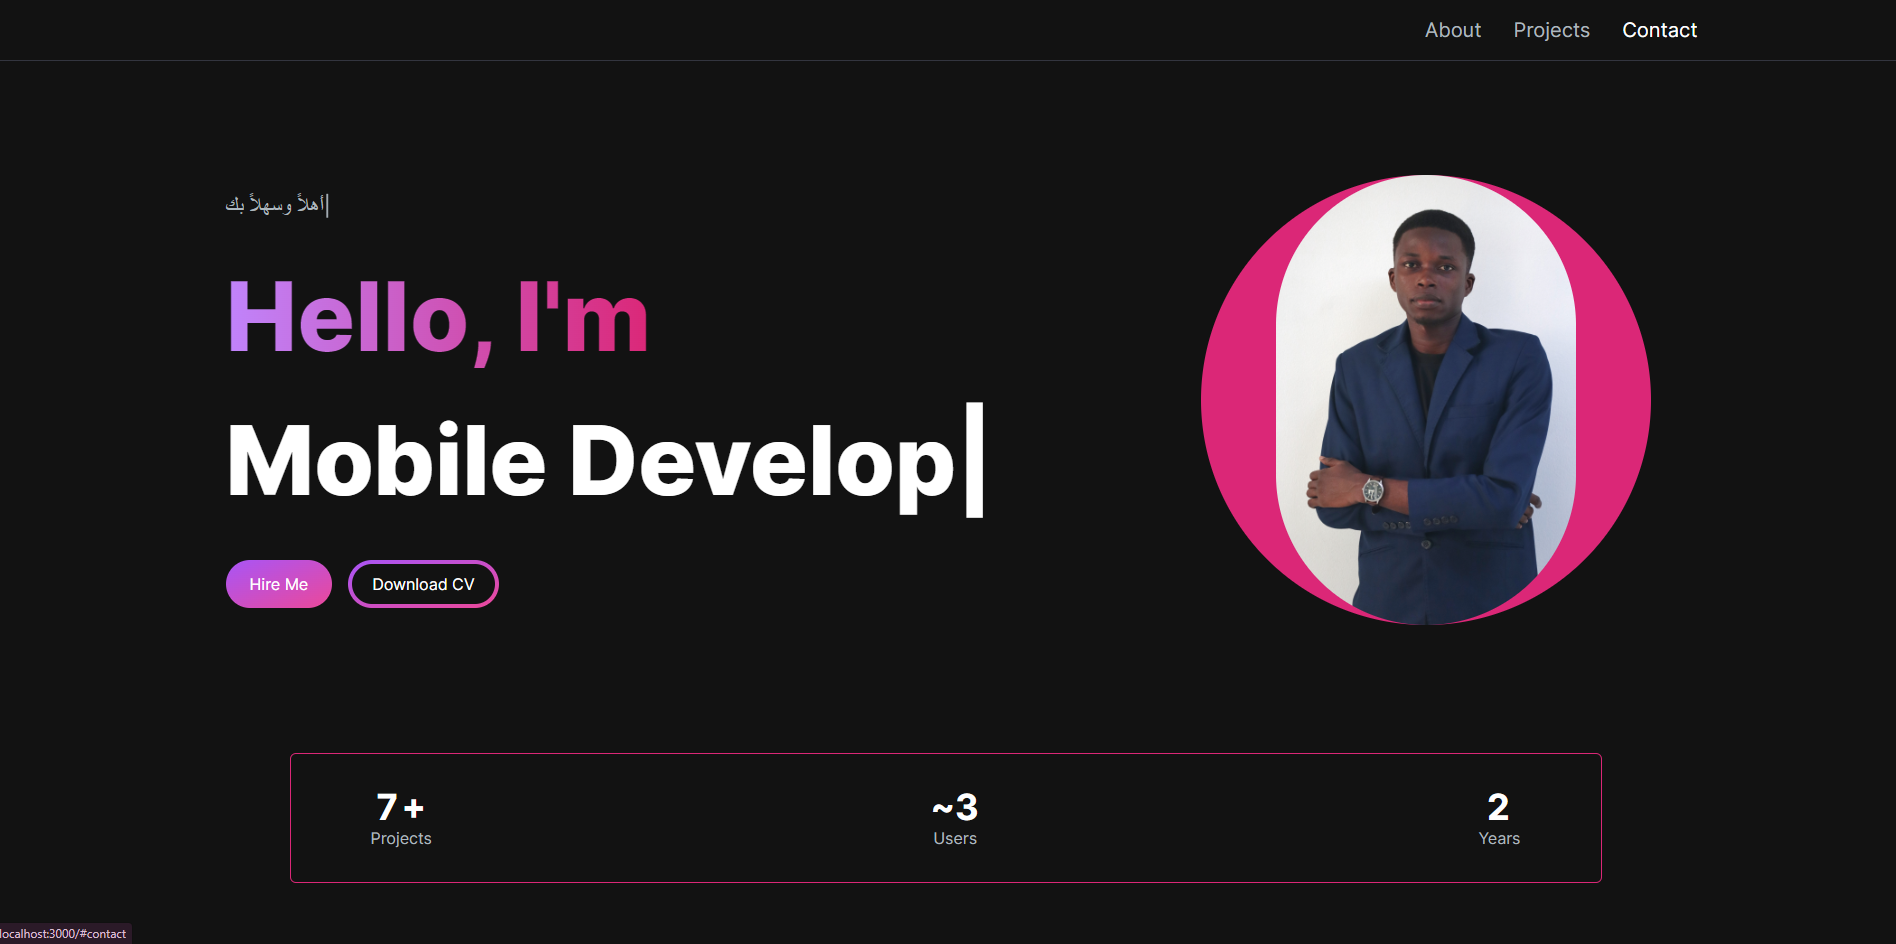 About Projects Contact
أهلاً وسهلاً بك|
Hello, I'm
Mobile Develop|
Hire Me Download CV
7+ ~3 2
Projects Users Years
localhost:3000/#contact